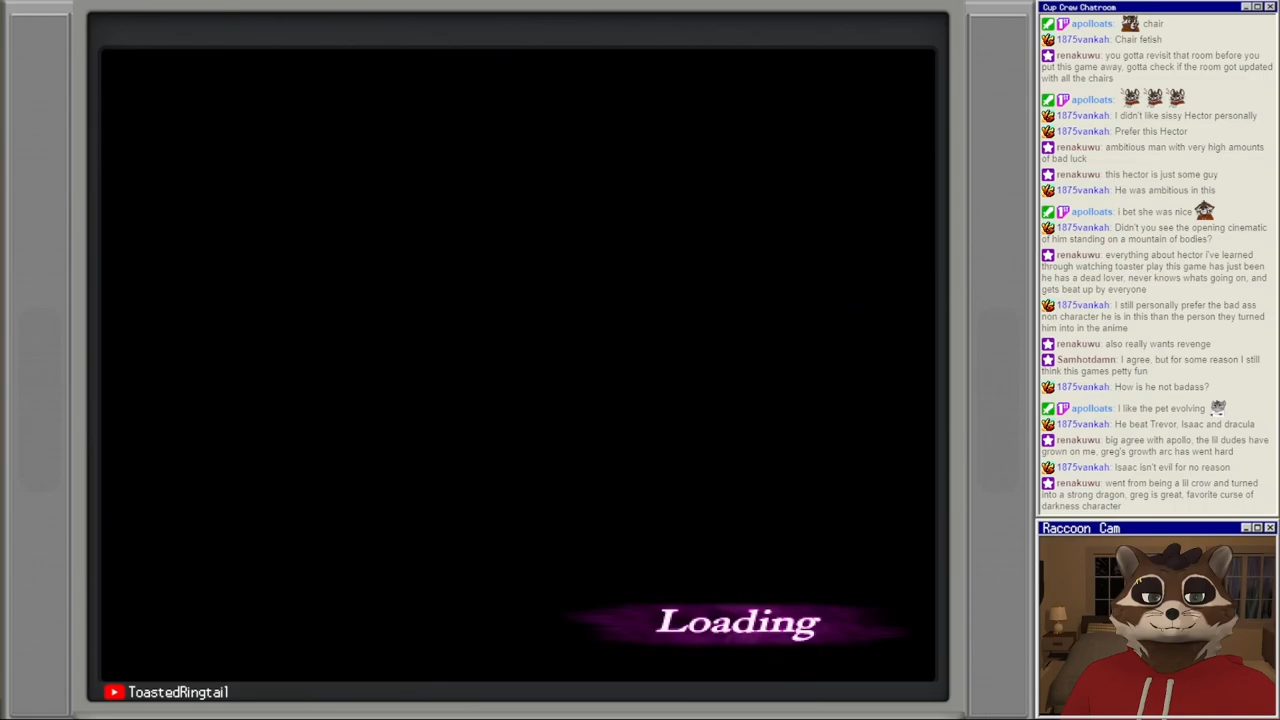 Cup Crew Chatroom
apolloats: chair
1875vankah: Chair fetish
renakuwu: you gotta revisit that room before you
put this game away, gotta check if the room got updated
with all the chairs
apolloats:
1875vankah: I didn't like sissy Hector personally
1875vankah: Prefer this Hector
renakuwu: ambitious man with very high amounts
of bad luck
renakuwu: this hector is just some guy
1875vankah: He was ambitious in this
apolloats: i bet she was nice
1875vankah: Didn't you see the opening cinematic
of him standing on a mountain of bodies?
renakuwu: everything about hector i've learned
through watching toaster play this game has just been
he has a dead lover, never knows whats going on, and
gets beat up by everyone
1875vankah: I still personally prefer the bad ass
non character he is in this than the person they turned
him into in the anime
renakuwu: also really wants revenge
Samhotdamn: I agree, but for some reason I still
think this games petty fun
1875vankah: How is he not badass?
apolloats: I like the pet evolving
1875vankah: He beat Trevor, Isaac and dracula
renakuwu: big agree with apollo, the lil dudes have
grown on me, greg's growth arc has went hard
1875vankah: Isaac isn't evil for no reason
renakuwu: went from being a lil crow and turned
into a strong dragon, greg is great, favorite curse of
darkness character
Raccoon Cam
Loading
ToastedRingtail